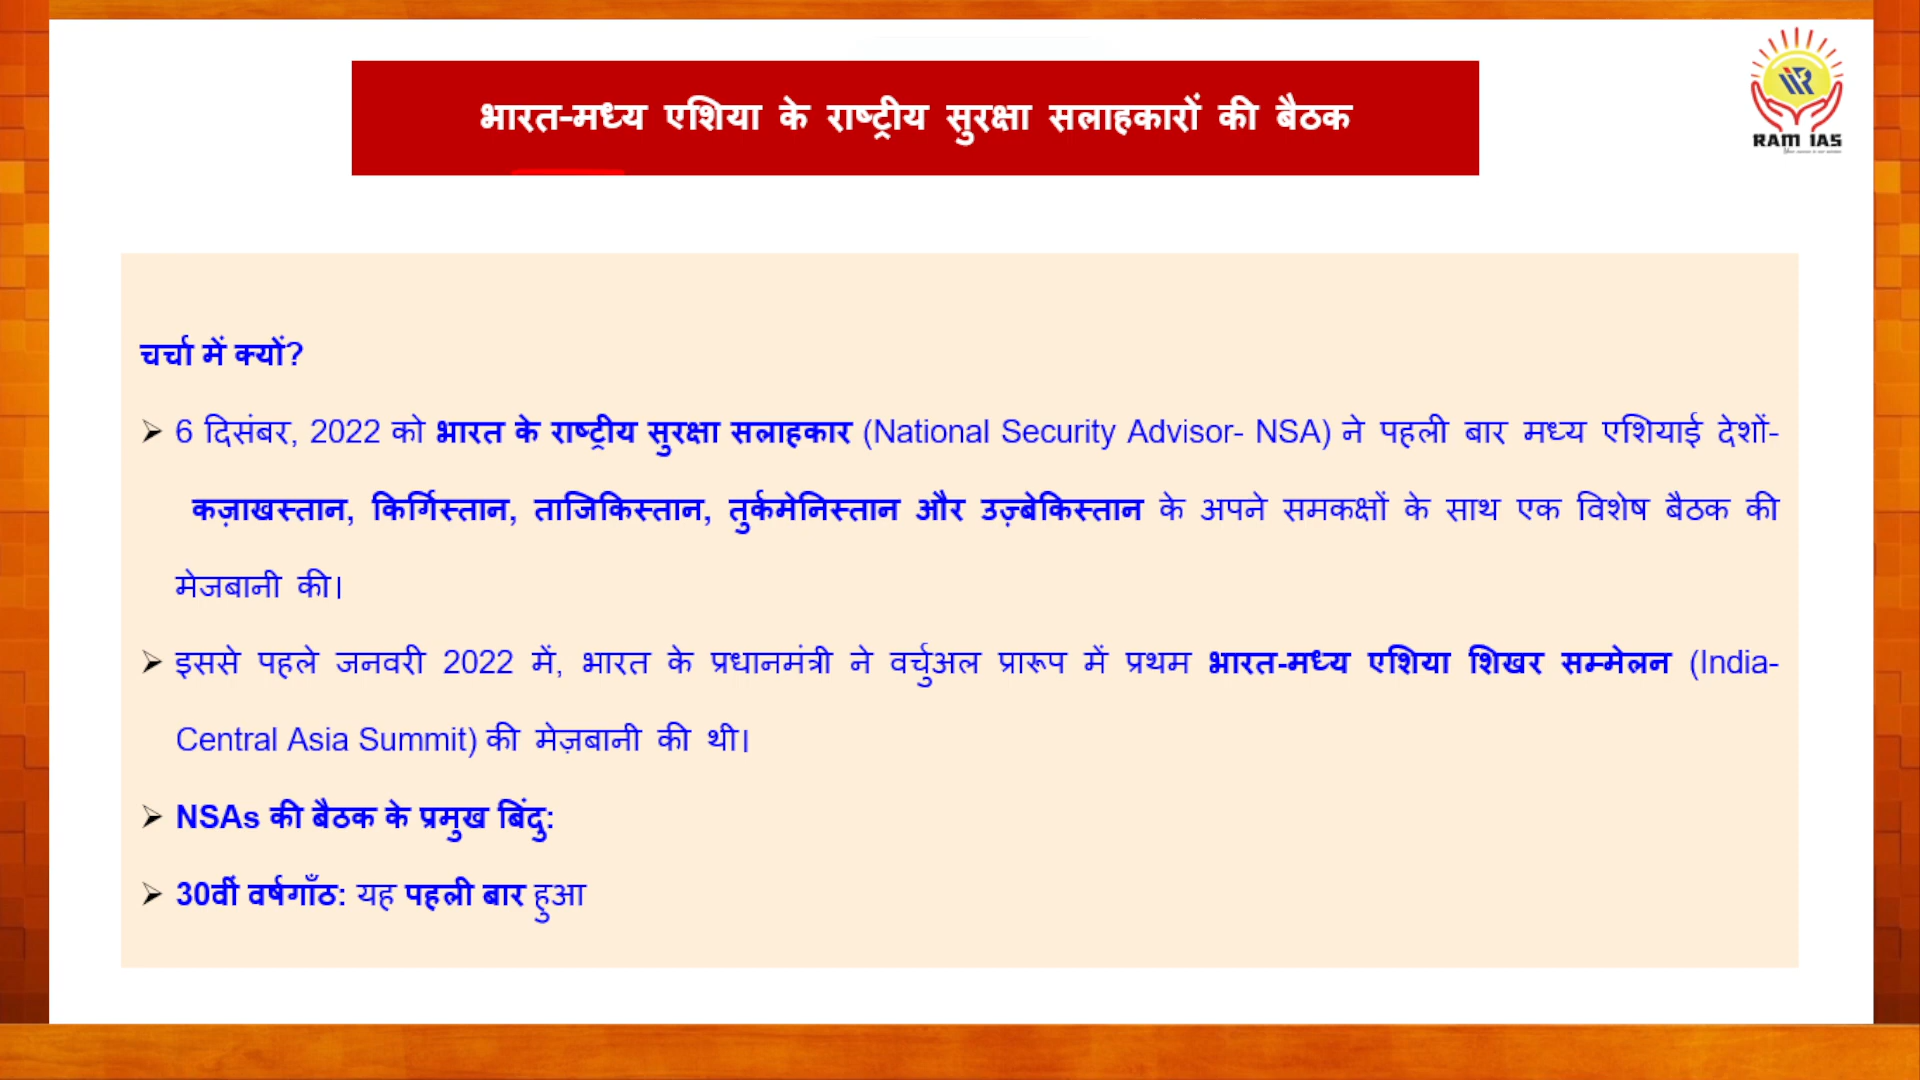 भारत-मध्य एशिया के राष्ट्रीय सुरक्षा सलाहकारों की बैठक
RAM IAS
चर्चा में क्यों?
➢ 6 दिसंबर, 2022 को भारत के राष्ट्रीय सुरक्षा सलाहकार (National Security Advisor- NSA) ने पहली बार मध्य एशियाई देशों-
कज़ाखस्तान, किर्गिस्तान, ताजिकिस्तान, तुर्कमेनिस्तान और उज़्बेकिस्तान के अपने समकक्षों के साथ एक विशेष बैठक की
मेजबानी की।
➢ इससे पहले जनवरी 2022 में, भारत के प्रधानमंत्री ने वर्चुअल प्रारूप में प्रथम भारत-मध्य एशिया शिखर सम्मेलन (India-
Central Asia Summit) की मेज़बानी की थी।
➢ NSAs की बैठक के प्रमुख बिंदु:
➢ 30वीं वर्षगाँठ: यह पहली बार हुआ